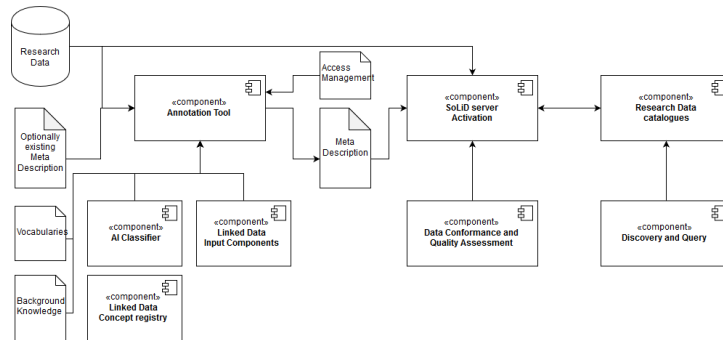 Research
Data
Access
Management
«component»
Annotation Tool
«component»
SoLiD server
Activation
«component»
Research Data
catalogues
Optionally
existing
Meta
Description
Meta
Description
Vocabularies
«component»
AI Classifier
«component»
Linked Data
Input Components
«component»
Data Conformance and
Quality Assessment
«component»
Discovery and Query
Background
Knowledge
«component»
Linked Data
Concept registry